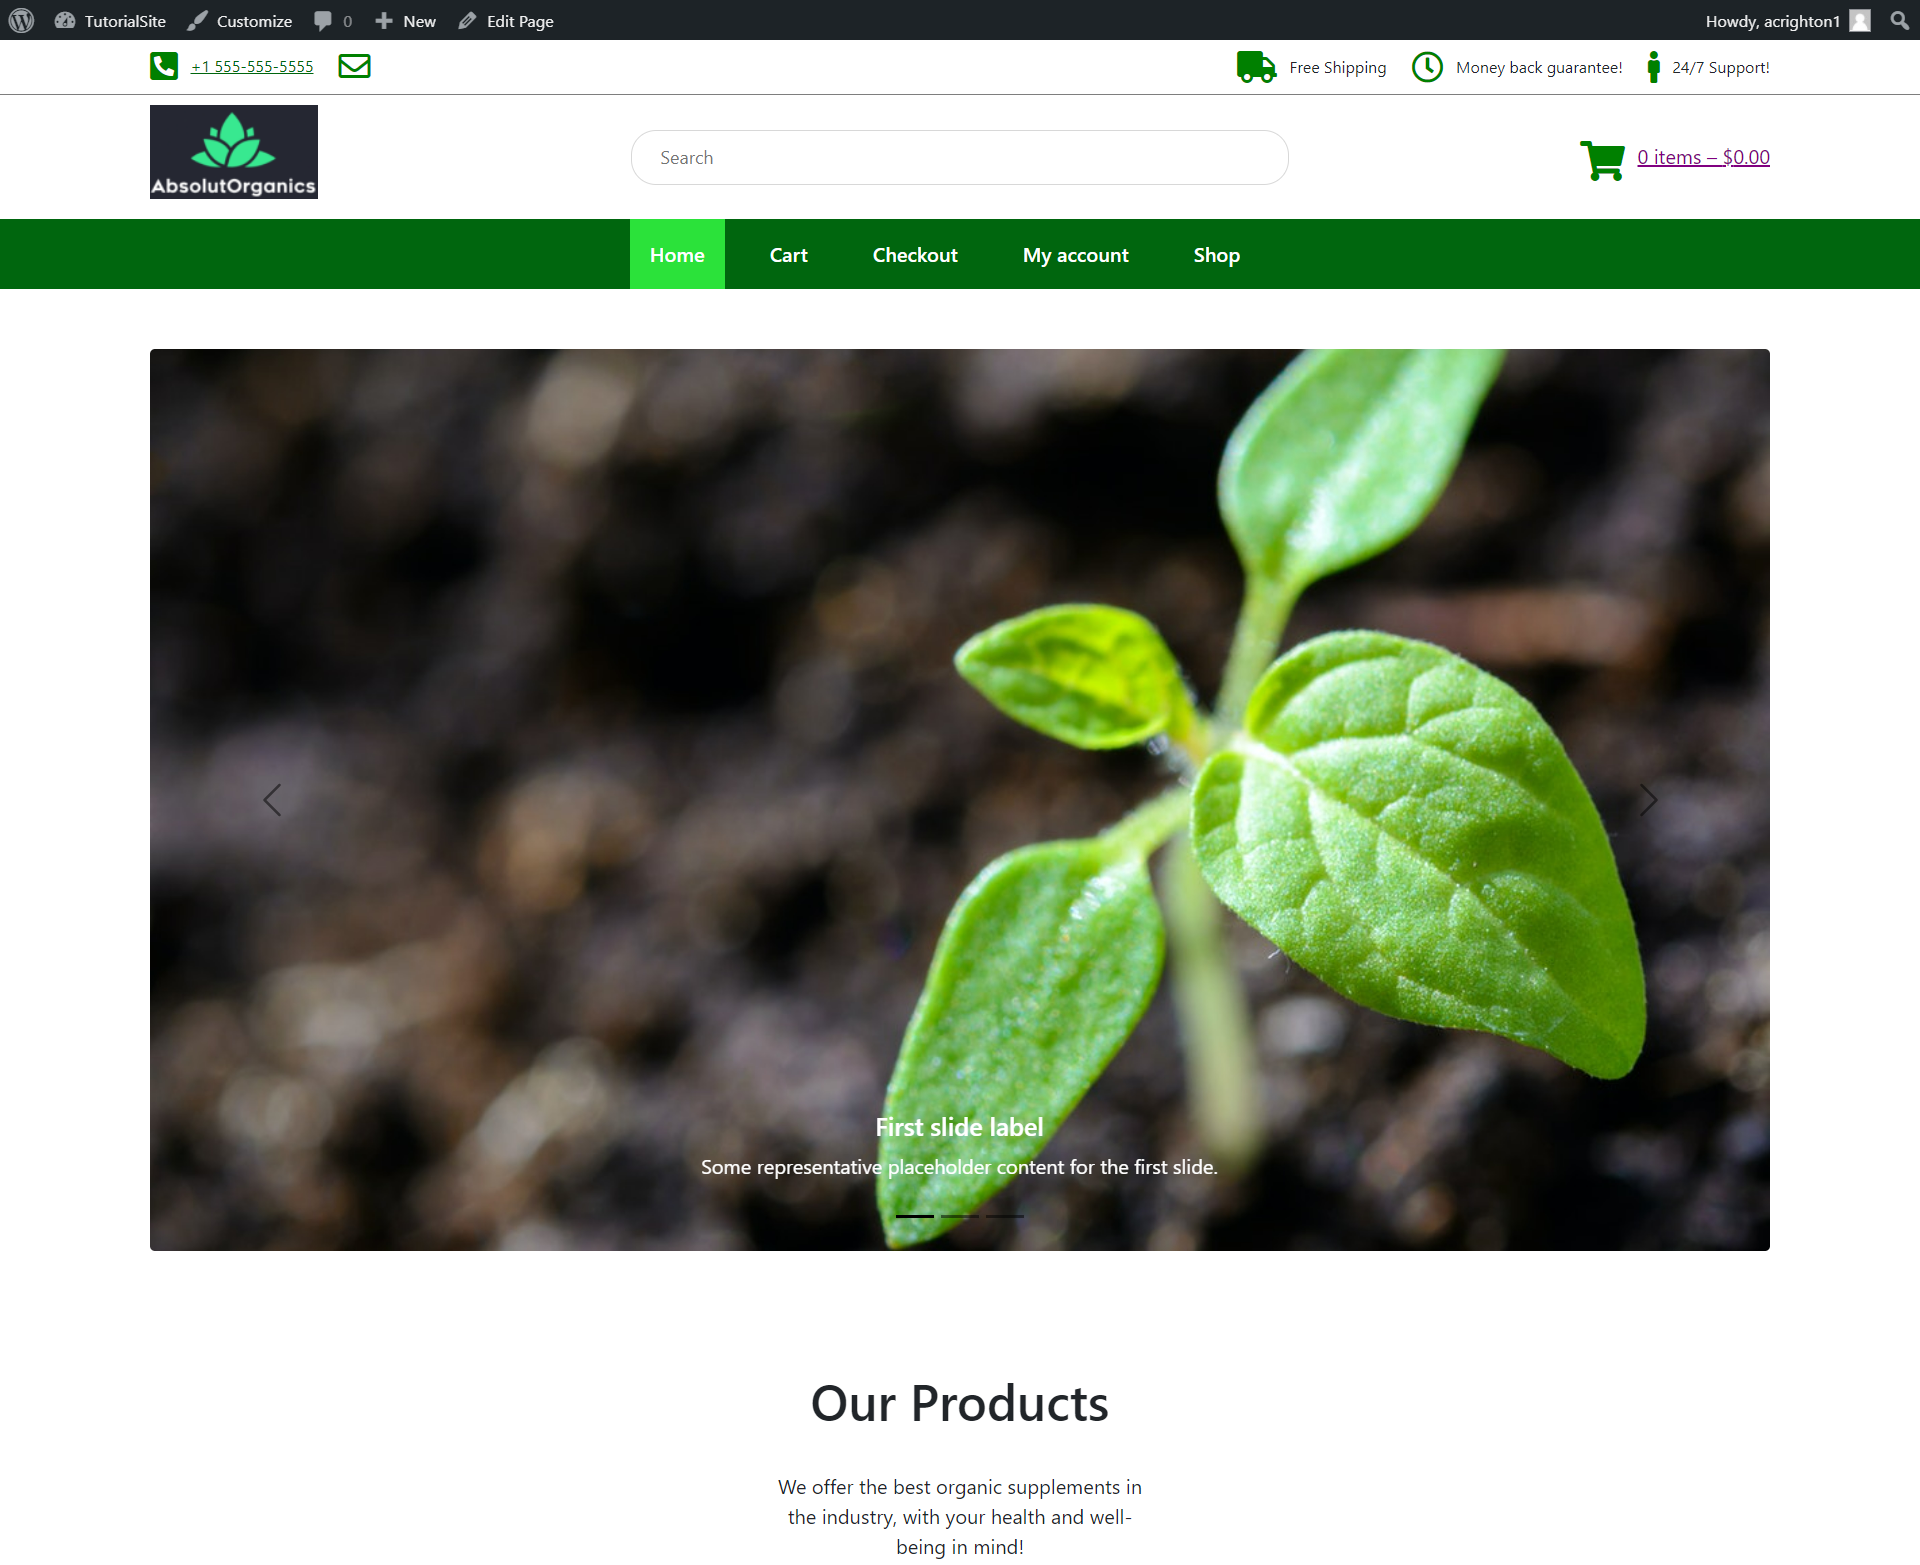 TutorialSite Customize 0 New Edit Page Howdy, acrighton1
+1 555-555-5555 Free Shipping Money back guarantee! 24/7 Support!
AbsolutOrganics
Search
0 items – $0.00
Home Cart Checkout My account Shop
First slide label
Some representative placeholder content for the first slide.
Our Products
We offer the best organic supplements in
the industry, with your health and well-
being in mind!